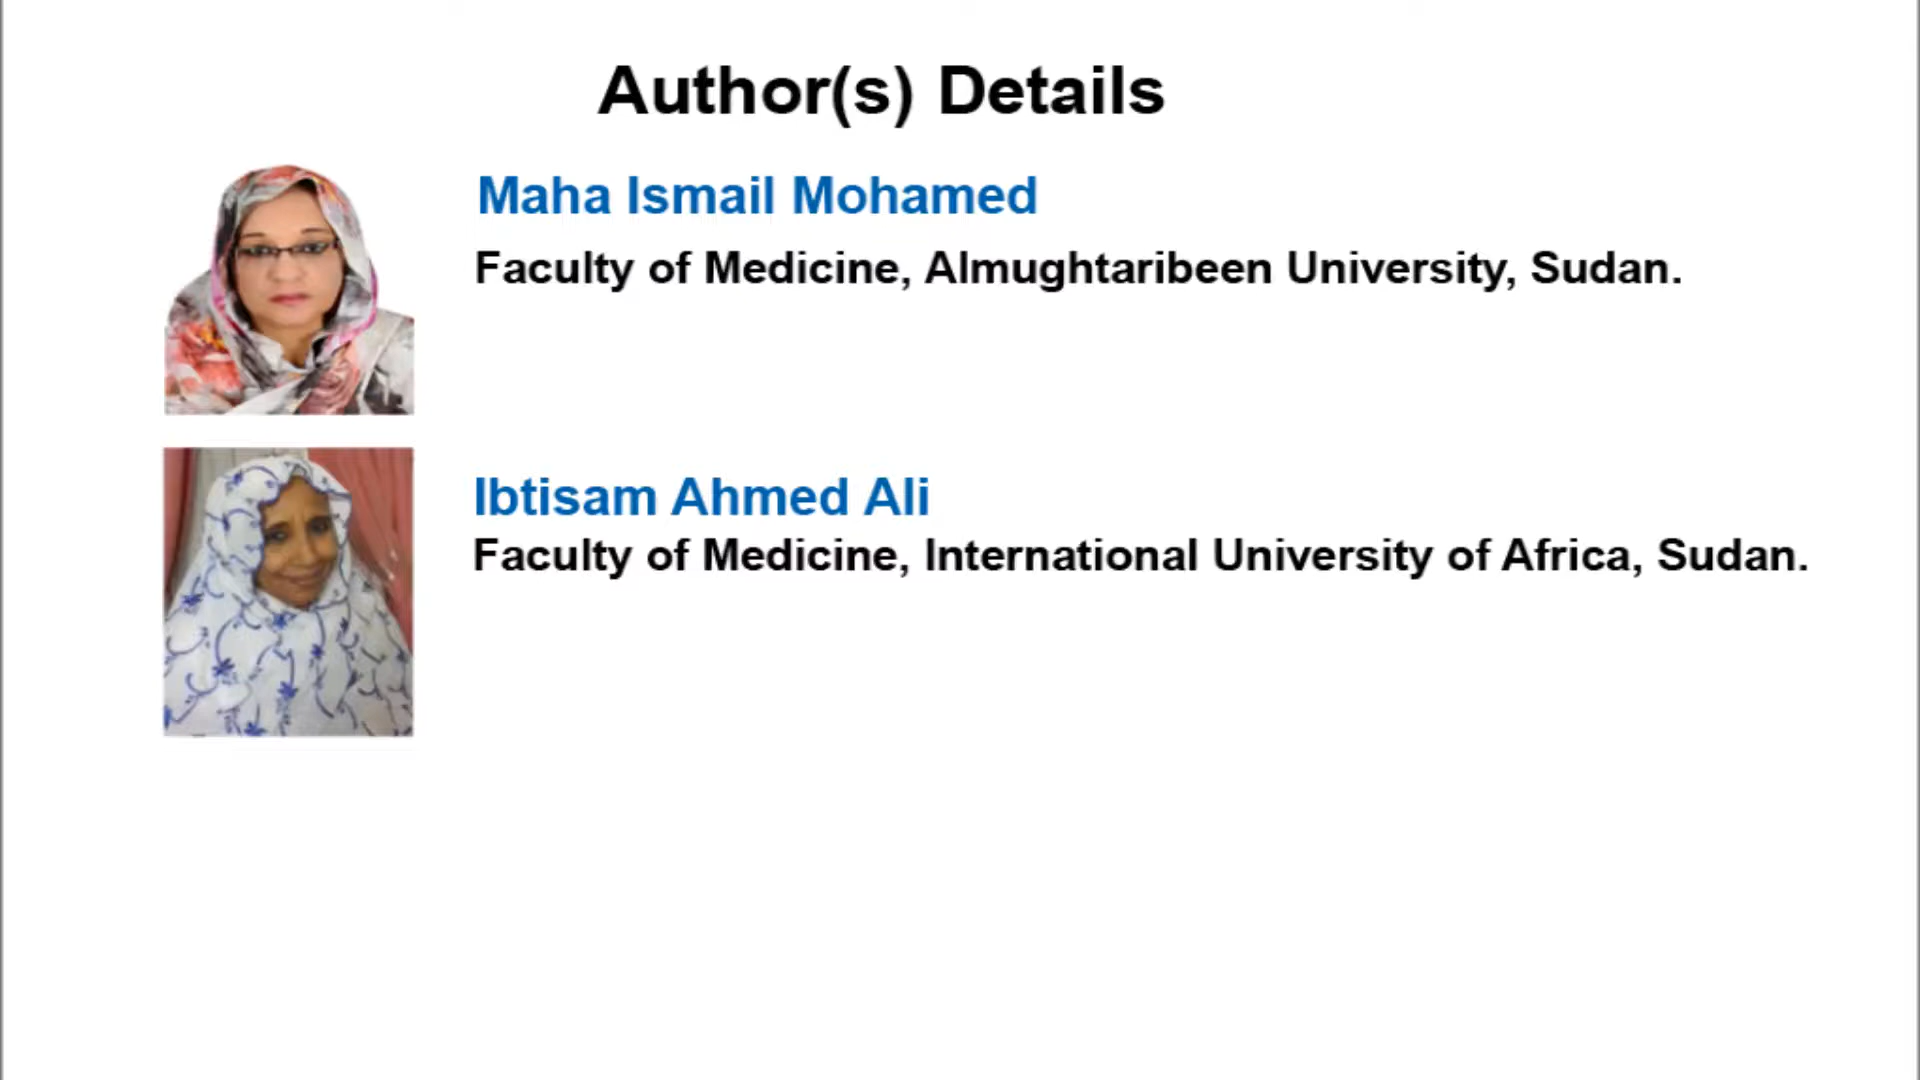 Author(s) Details
Maha Ismail Mohamed
Faculty of Medicine, Almughtaribeen University, Sudan.
Ibtisam Ahmed Ali
Faculty of Medicine, International University of Africa, Sudan.